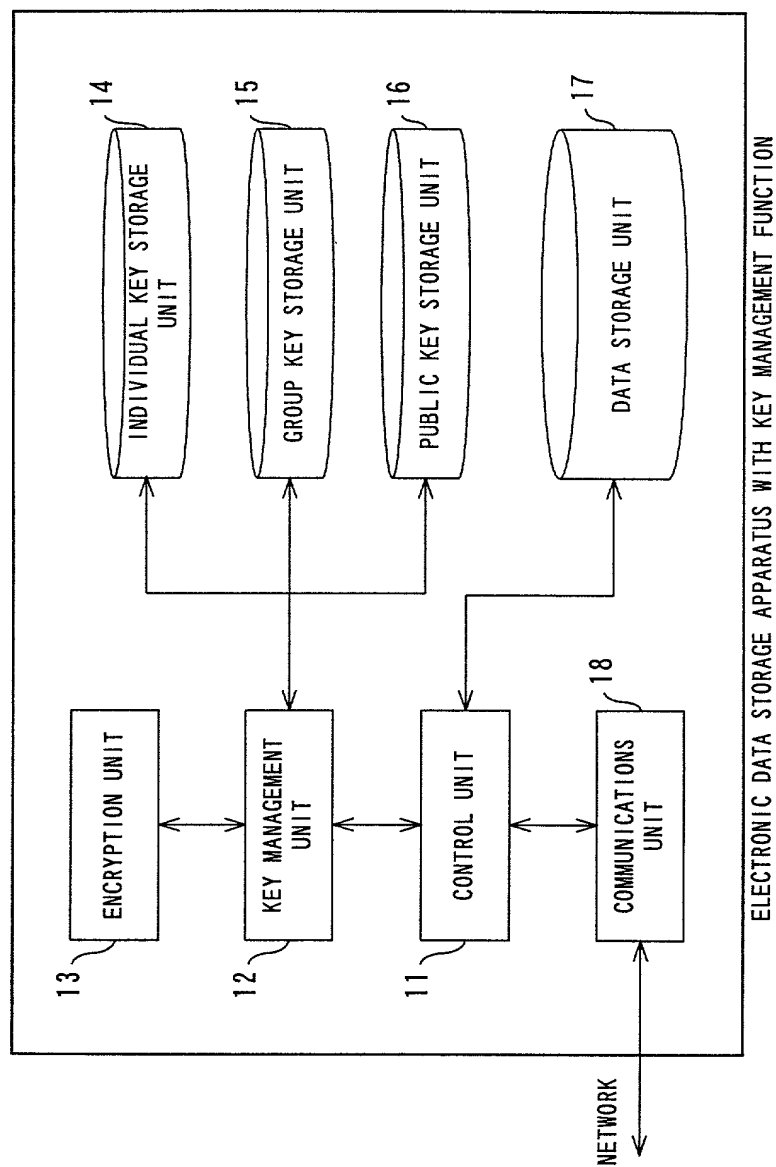 13
ENCRYPTION UNIT
12
KEY MANAGEMENT
UNIT
11
CONTROL UNIT
18
COMMUNICATIONS
UNIT
NETWORK
14
INDIVIDUAL KEY STORAGE
UNIT
15
GROUP KEY STORAGE UNIT
16
PUBLIC KEY STORAGE UNIT
17
DATA STORAGE UNIT
ELECTRONIC DATA STORAGE APPARATUS WITH KEY MANAGEMENT FUNCTION